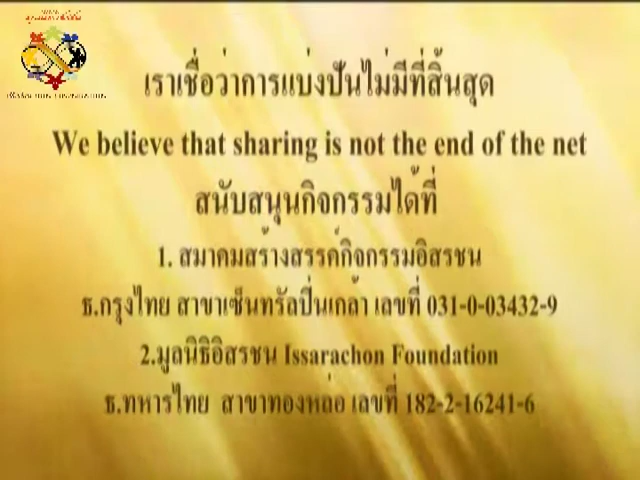 เราเชื่อว่าการแบ่งปันไม่มีที่สิ้นสุด
We believe that sharing is not the end of the net
สนับสนุนกิจกรรมได้ที่
1. สมาคมสร้างสรรค์กิจกรรมอิสรชน
ธ.กรุงไทย สาขาเซ็นทรัลปิ่นเกล้า เลขที่ 031-0-03432-9
2.มูลนิธิอิสรชน Issarachon Foundation
ธ.ทหารไทย สาขาทองหล่อ เลขที่ 182-2-16241-6